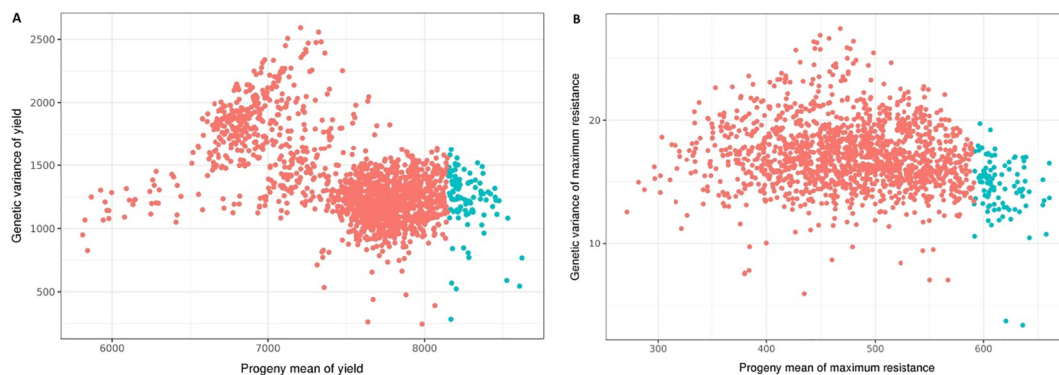 A
Genetic variance of yield
2500
2000
1500
1000
500
6000 7000 8000
Progeny mean of yield
B
Genetic variance of maximum resistance
20
10
300 400 500 600
Progeny mean of maximum resistance